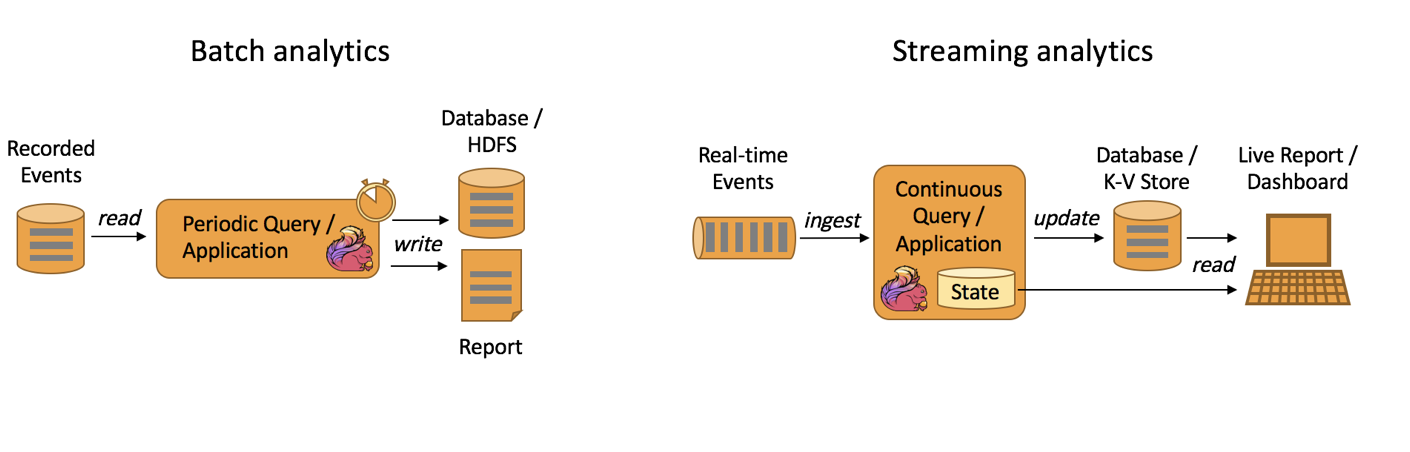 Batch analytics
Recorded
Events
read
Periodic Query /
Application
write
Database /
HDFS
Report
Streaming analytics
Real-time
Events
ingest
Continuous
Query /
Application
State
update
Database /
K-V Store
read
Live Report /
Dashboard